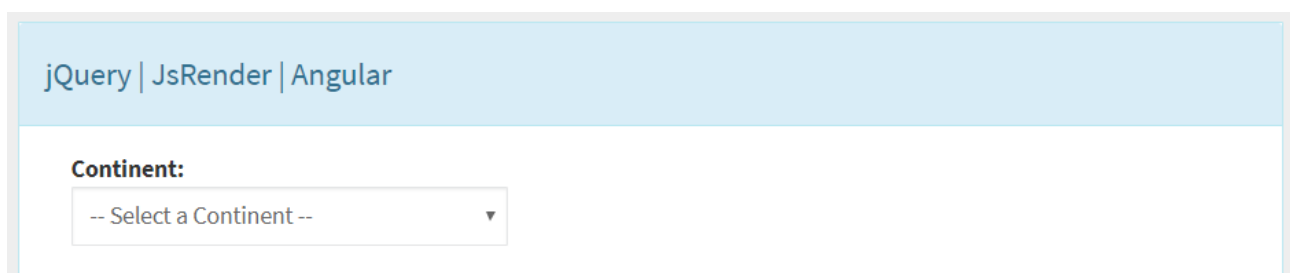 jQuery | JsRender | Angular
Continent:
-- Select a Continent --